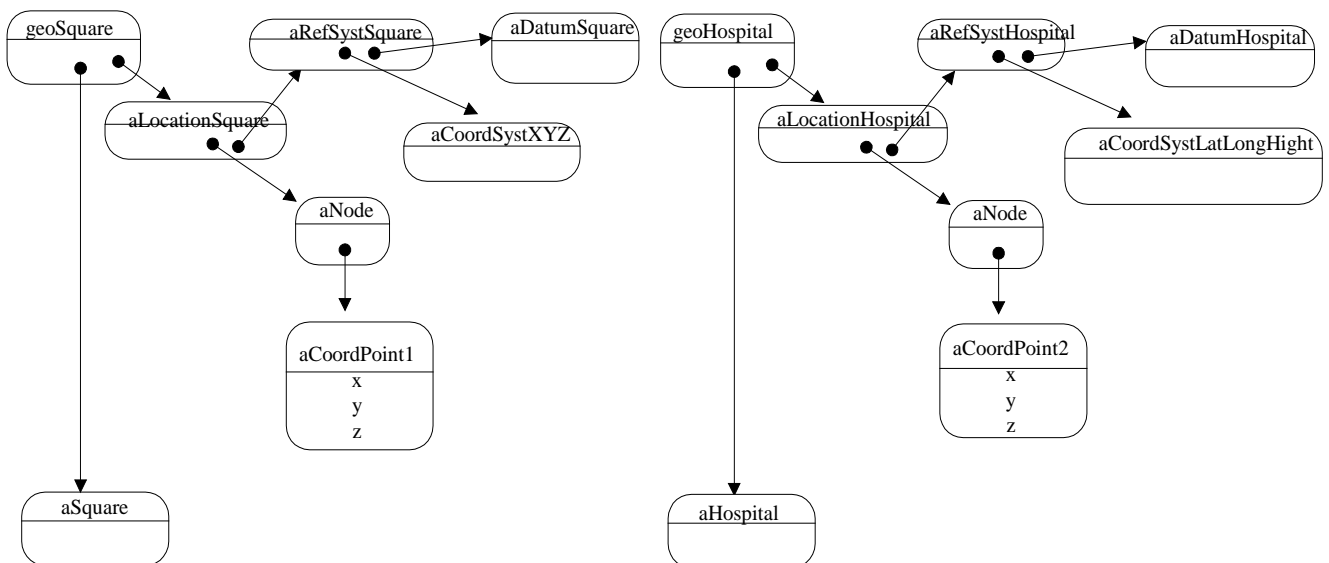 geoSquare
aRefSystSquare
aDatumSquare
aLocationSquare
aCoordSystXYZ
aNode
aCoordPoint1
x
y
z
aSquare
geoHospital
aRefSystHospital
aDatumHospital
aLocationHospital
aCoordSystLatLongHight
aNode
aCoordPoint2
x
y
z
aHospital